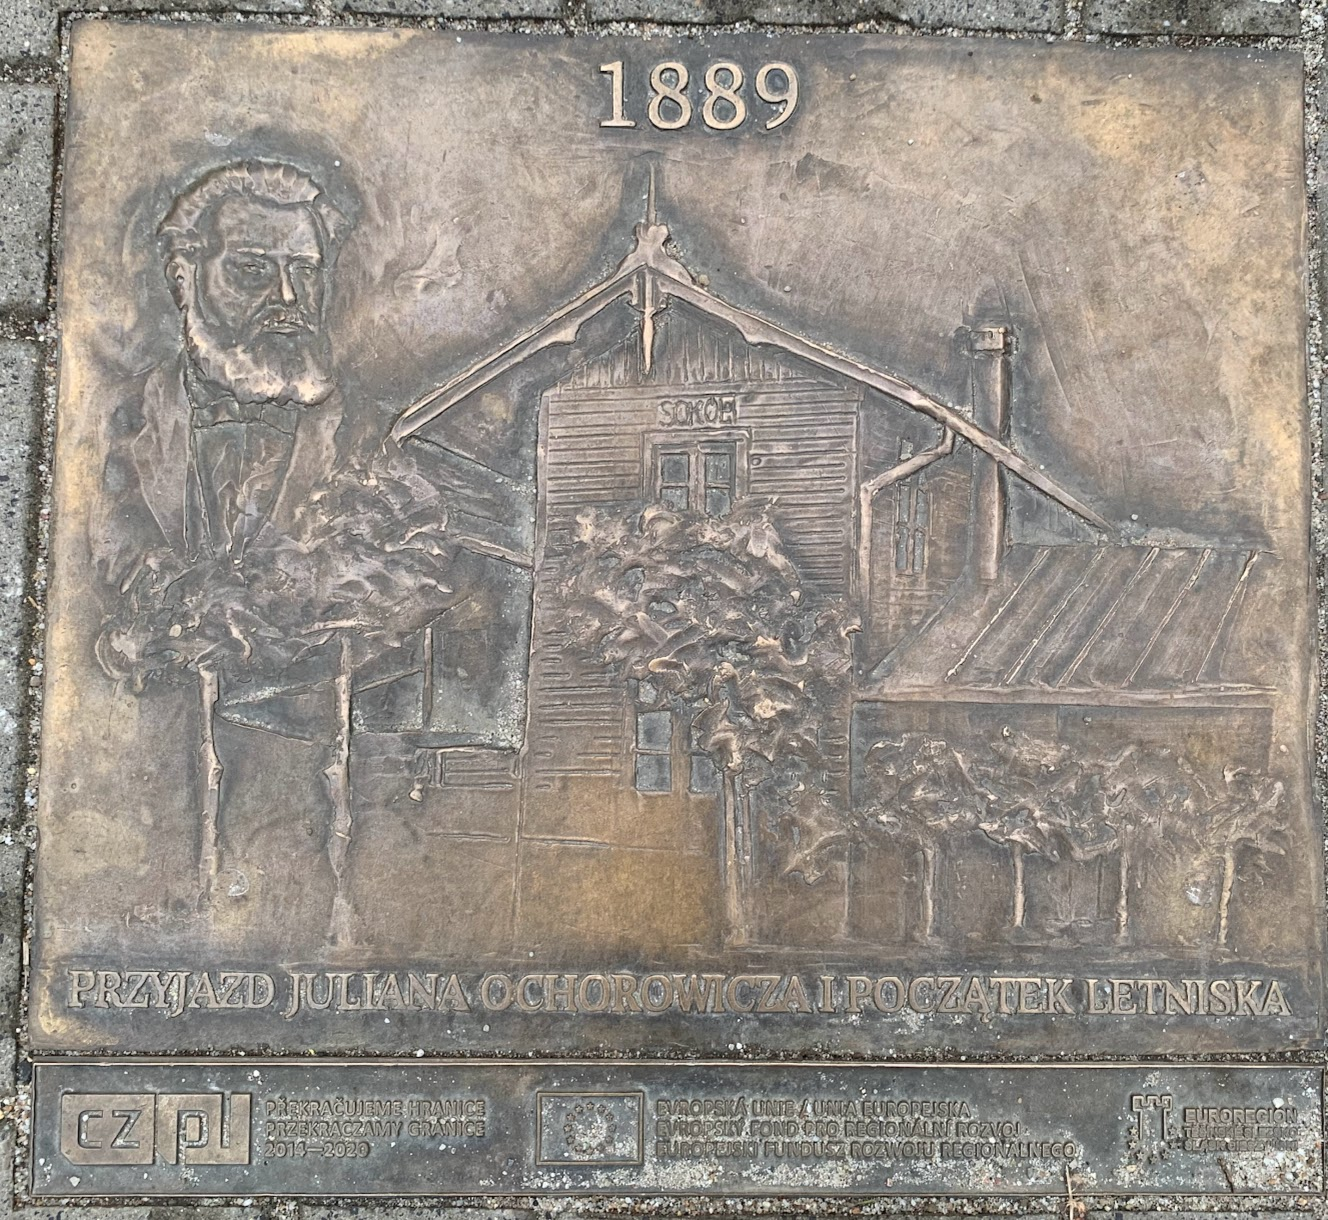 1889
SOKÓŁ
PRZYJAZD JULIANA OCHOROWICZA I POCZĄTEK LETNISKA
cz pl
PŘEKRAČUJEME HRANICE
PRZEKRACZAMY GRANICE
2014—2020
EVROPSKÁ UNIE / UNIA EUROPEJSKA
EVROPSKÝ FOND PRO REGIONÁLNÍ ROZVOJ
EUROPEJSKI FUNDUSZ ROZWOJU REGIONALNEGO
EUROREGION